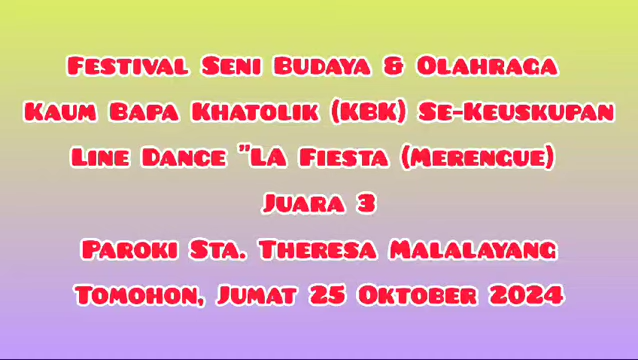 Festival Seni Budaya & Olahraga
Kaum Bapa Khatolik (KBK) Se-Keuskupan
Line Dance "LA Fiesta (Merengue)
Juara 3
Paroki Sta. Theresa Malalayang
Tomohon, Jumat 25 Oktober 2024